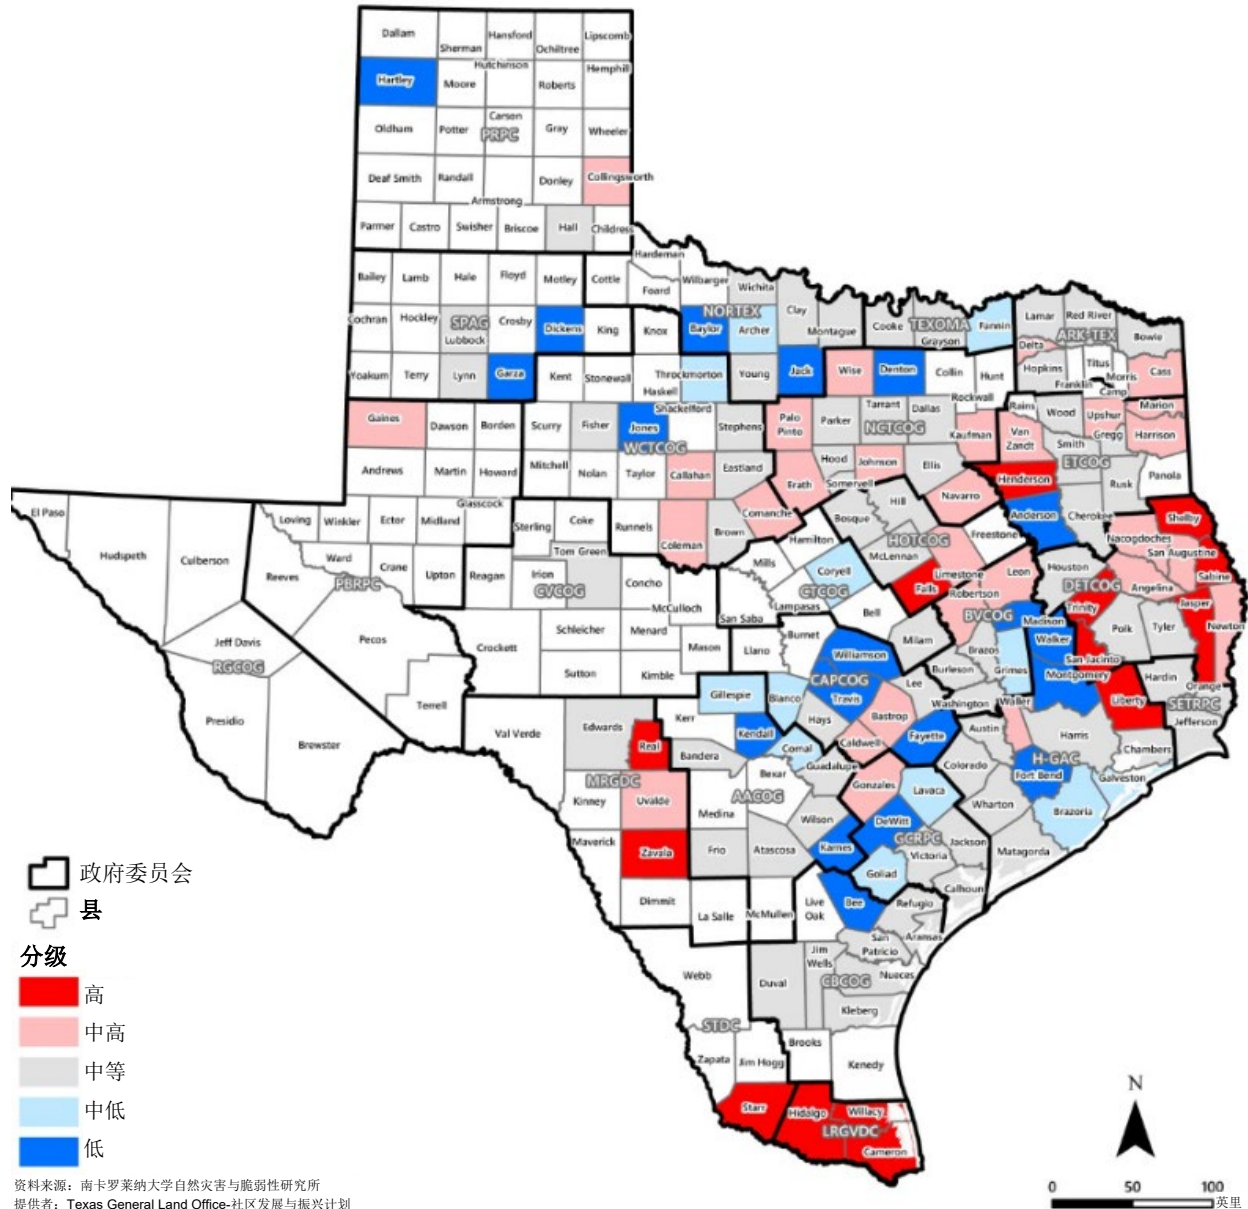 Dallam Sherman Hansford Ochiltree Lipscomb
Hartley Moore Hutchinson Roberts Hemphill
Oldham Potter Carson PRPC Gray Wheeler
Deaf Smith Randall Armstrong Donley Collingsworth
Parmer Castro Swisher Briscoe Hall Childress
Hardeman
Bailey Lamb Hale Floyd Motley Cottle Foard Wilbarger Wichita
Cochran Hockley SPAG Lubbock Crosby Dickens King Knox NORTEX Baylor Archer Clay Montague Cooke TEXOMA Grayson Fannin Lamar Red River ARK-TEX Bowie
Yoakum Terry Lynn Garza Kent Stonewall Haskell Throckmorton Young Jack Wise Denton Collin Hunt Delta Hopkins Franklin Titus Morris Camp Cass
Gaines Dawson Borden Scurry Fisher Jones Shackelford WCTCOG Stephens Palo Pinto Parker Tarrant Dallas NCTCOG Rockwall Kaufman Rains Van Zandt Wood Upshur Gregg Marion Harrison Smith ETCOG
Andrews Martin Howard Mitchell Nolan Taylor Callahan Eastland Erath Hood Somervell Johnson Ellis Henderson Rusk Panola
El Paso Loving Winkler Ector Midland Glasscock Sterling Coke Runnels Coleman Brown Comanche Bosque Hill Navarro Anderson Cherokee Shelby
Hudspeth Culberson Reeves Ward PBRPC Crane Upton Reagan Irion CVCOG Tom Green Concho McCulloch Mills Hamilton Coryell CTCOG McLennan HOTCOG Limestone Freestone Houston Nacogdoches San Augustine Sabine
Jeff Davis RGCOG Pecos Crockett Schleicher Menard San Saba Lampasas Bell Falls Robertson Leon BVCOG Madison Walker DETCOG Trinity Angelina Polk Tyler Jasper Newton
Presidio Brewster Terrell Sutton Kimble Mason Llano Burnet Williamson Milam Brazos Grimes San Jacinto Montgomery Liberty Hardin Orange
Val Verde Edwards Real Kerr Gillespie Blanco CAPCOG Travis Lee Burleson Washington Waller SETRPC Jefferson
MRGDC Bandera Kendall Comal Hays Caldwell Bastrop Fayette Austin Harris Chambers
Kinney Uvalde Medina AACOG Bexar Guadalupe Gonzales Lavaca Colorado H-GAC Fort Bend Galveston
Maverick Zavala Frio Atascosa Wilson Karnes DeWitt GCRPC Victoria Jackson Wharton Matagorda Brazoria
Dimmit La Salle McMullen Live Oak Bee Goliad Refugio Calhoun
Webb Duval Jim Wells San Patricio Aransas Nueces CBCOG Kleberg
STDC Zapata Jim Hogg Brooks Kenedy
Starr Hidalgo Willacy LRGVDC Cameron
政府委员会
县
分级
高
中高
中等
中低
低
资料来源：南卡罗莱纳大学自然灾害与脆弱性研究所
提供者：Texas General Land Office-社区发展与振兴计划
N
0 50 100
英里